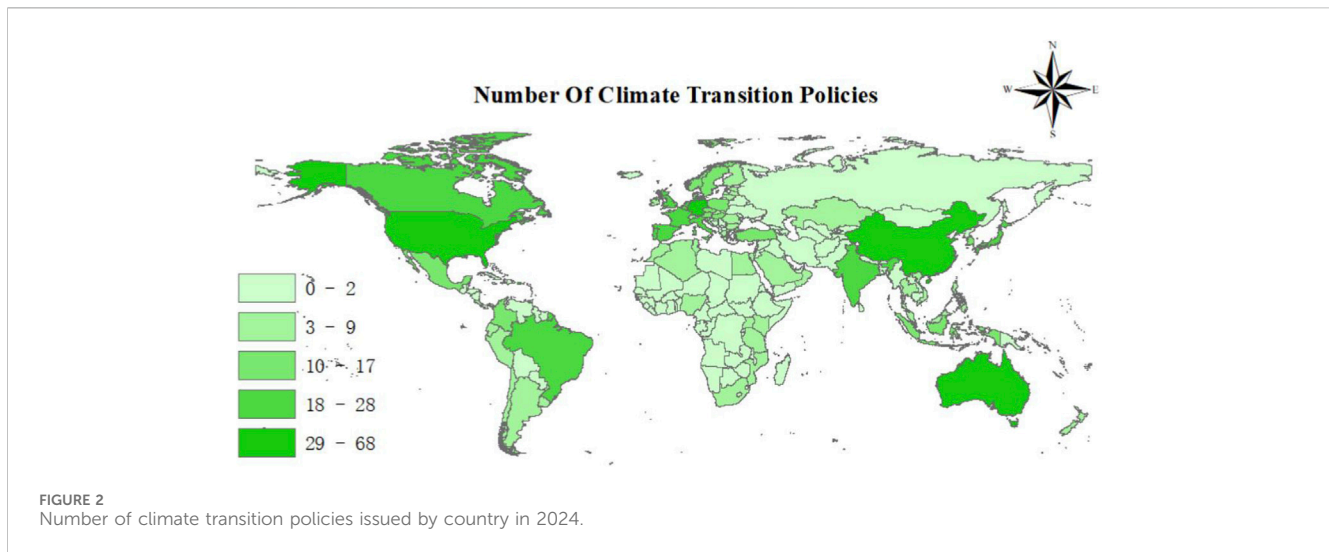 N
W E
S
Number Of Climate Transition Policies
0 - 2
3 - 9
10 - 17
18 - 28
29 - 68
FIGURE 2
Number of climate transition policies issued by country in 2024.